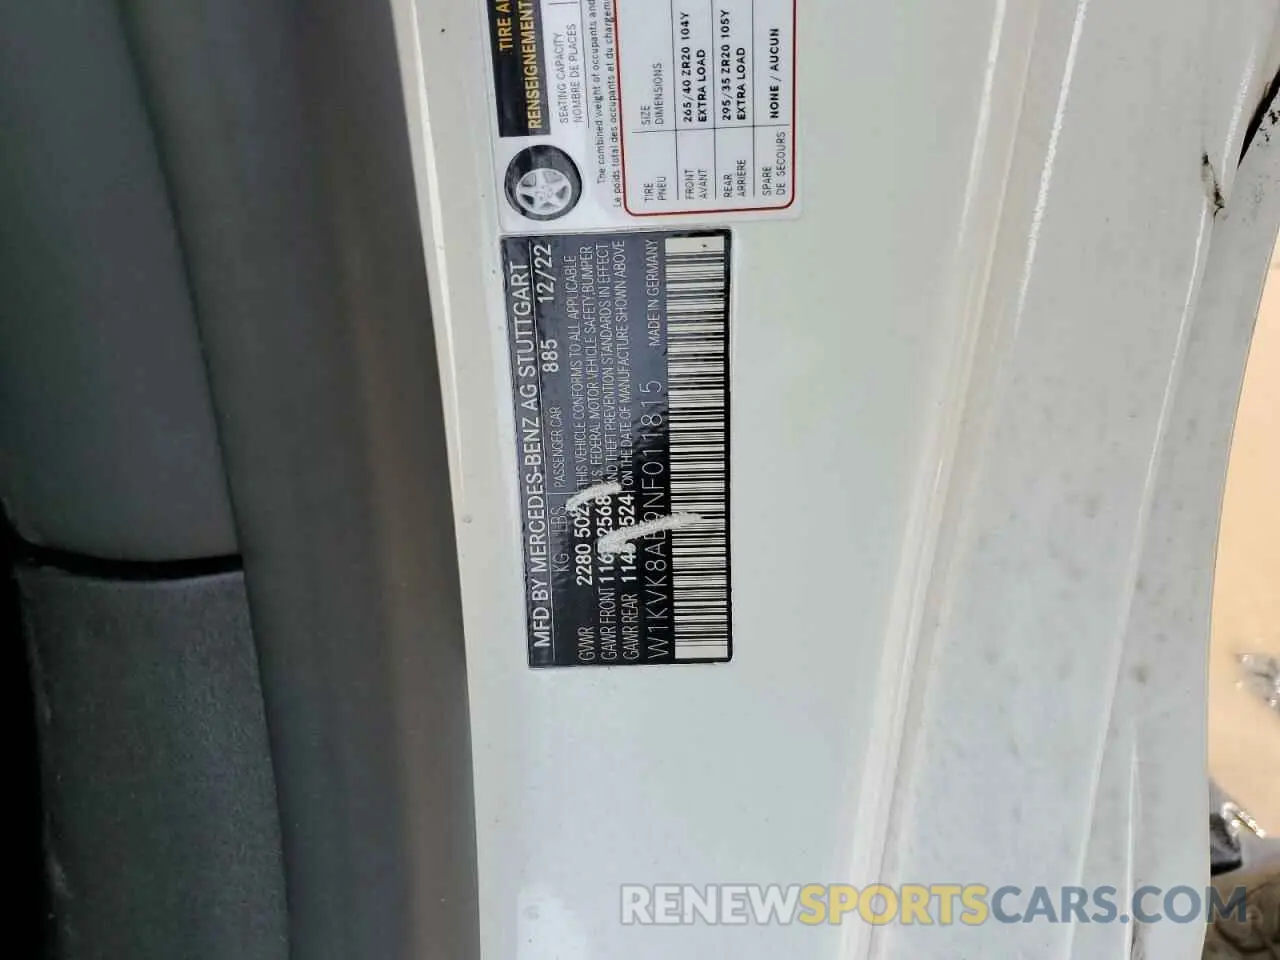 TIRE
RENSEIGNEMENT
SEATING CAPACITY
NOMBRE DE PLACES
The combined weight of occupants and
Le poids total des occupants et du chargem
TIRE SIZE
PNEU DIMENSIONS
FRONT 265/40 ZR20 104Y
AVANT EXTRA LOAD
REAR 295/35 ZR20 105Y
ARRIERE EXTRA LOAD
SPARE NONE / AUCUN
DE SECOURS
MFD BY MERCEDES-BENZ AG STUTTGART
KG LBS PASSENGER CAR 885 12/22
GVWR 2280 THIS VEHICLE CONFORMS TO ALL APPLICABLE
GAWR FRONT 2568 U.S. FEDERAL MOTOR VEHICLE SAFETY, BUMPER
GAWR REAR 2524 AND THEFT PREVENTION STANDARDS IN EFFECT
ON THE DATE OF MANUFACTURE SHOWN ABOVE
MADE IN GERMANY
RENEWSPORTSCARS.COM